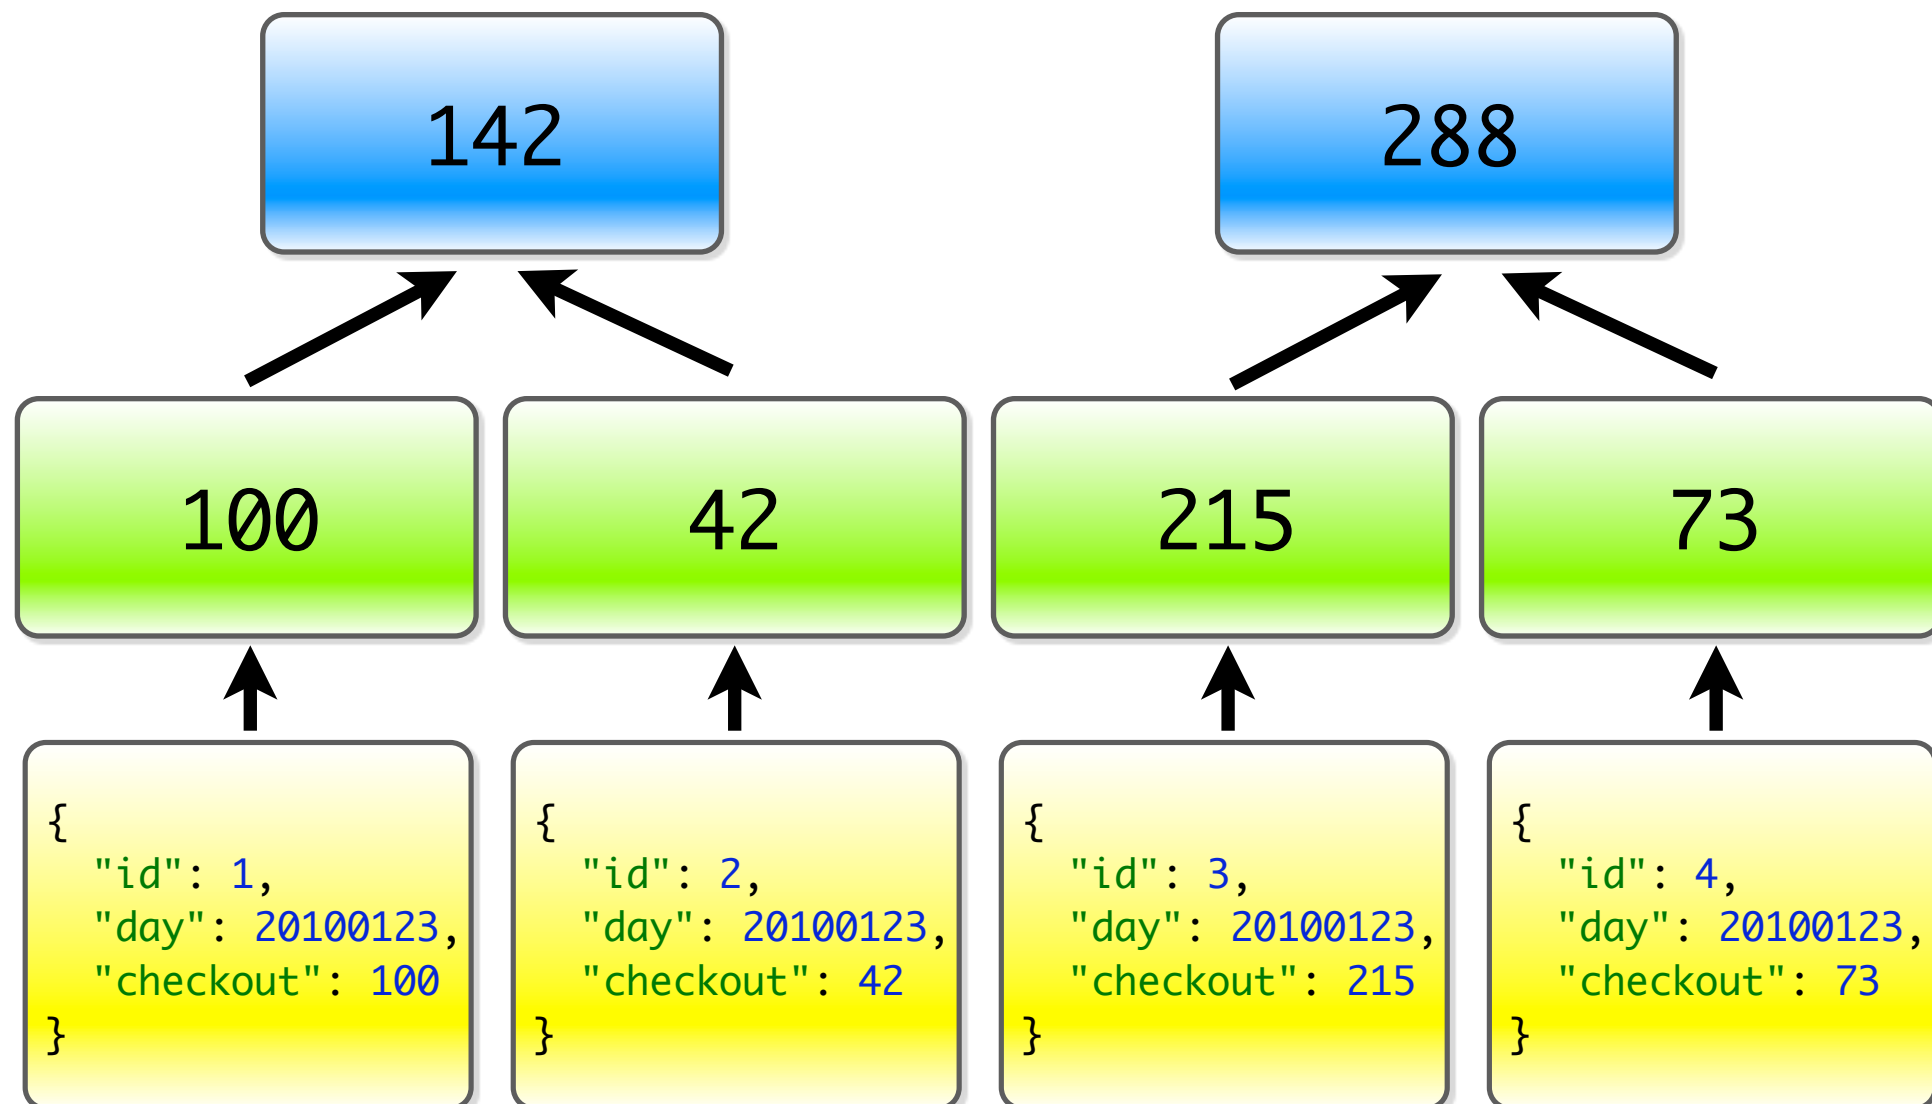 142
288
100
42
215
73
{
"id": 1,
"day": 20100123,
"checkout": 100
}
{
"id": 2,
"day": 20100123,
"checkout": 42
}
{
"id": 3,
"day": 20100123,
"checkout": 215
}
{
"id": 4,
"day": 20100123,
"checkout": 73
}